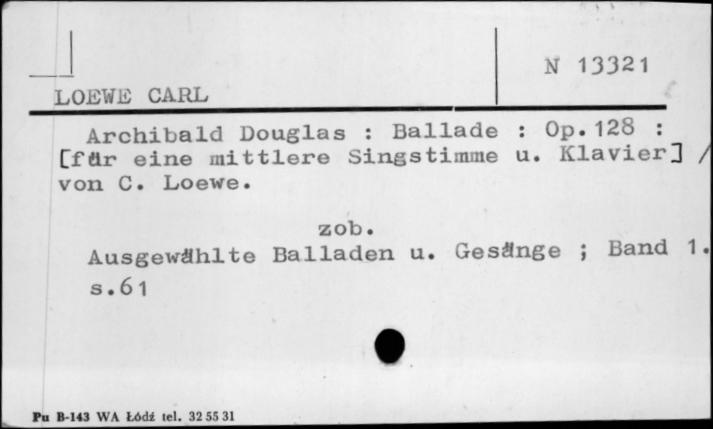 N 13321
LOEWE CARL
Archibald Douglas : Ballade : Op.128 :
[für eine mittlere Singstimme u. Klavier] /
von C. Loewe.
zob.
Ausgewählte Balladen u. Gesänge ; Band 1.
s.61
Pu B-143 WA Łódź tel. 32 55 31